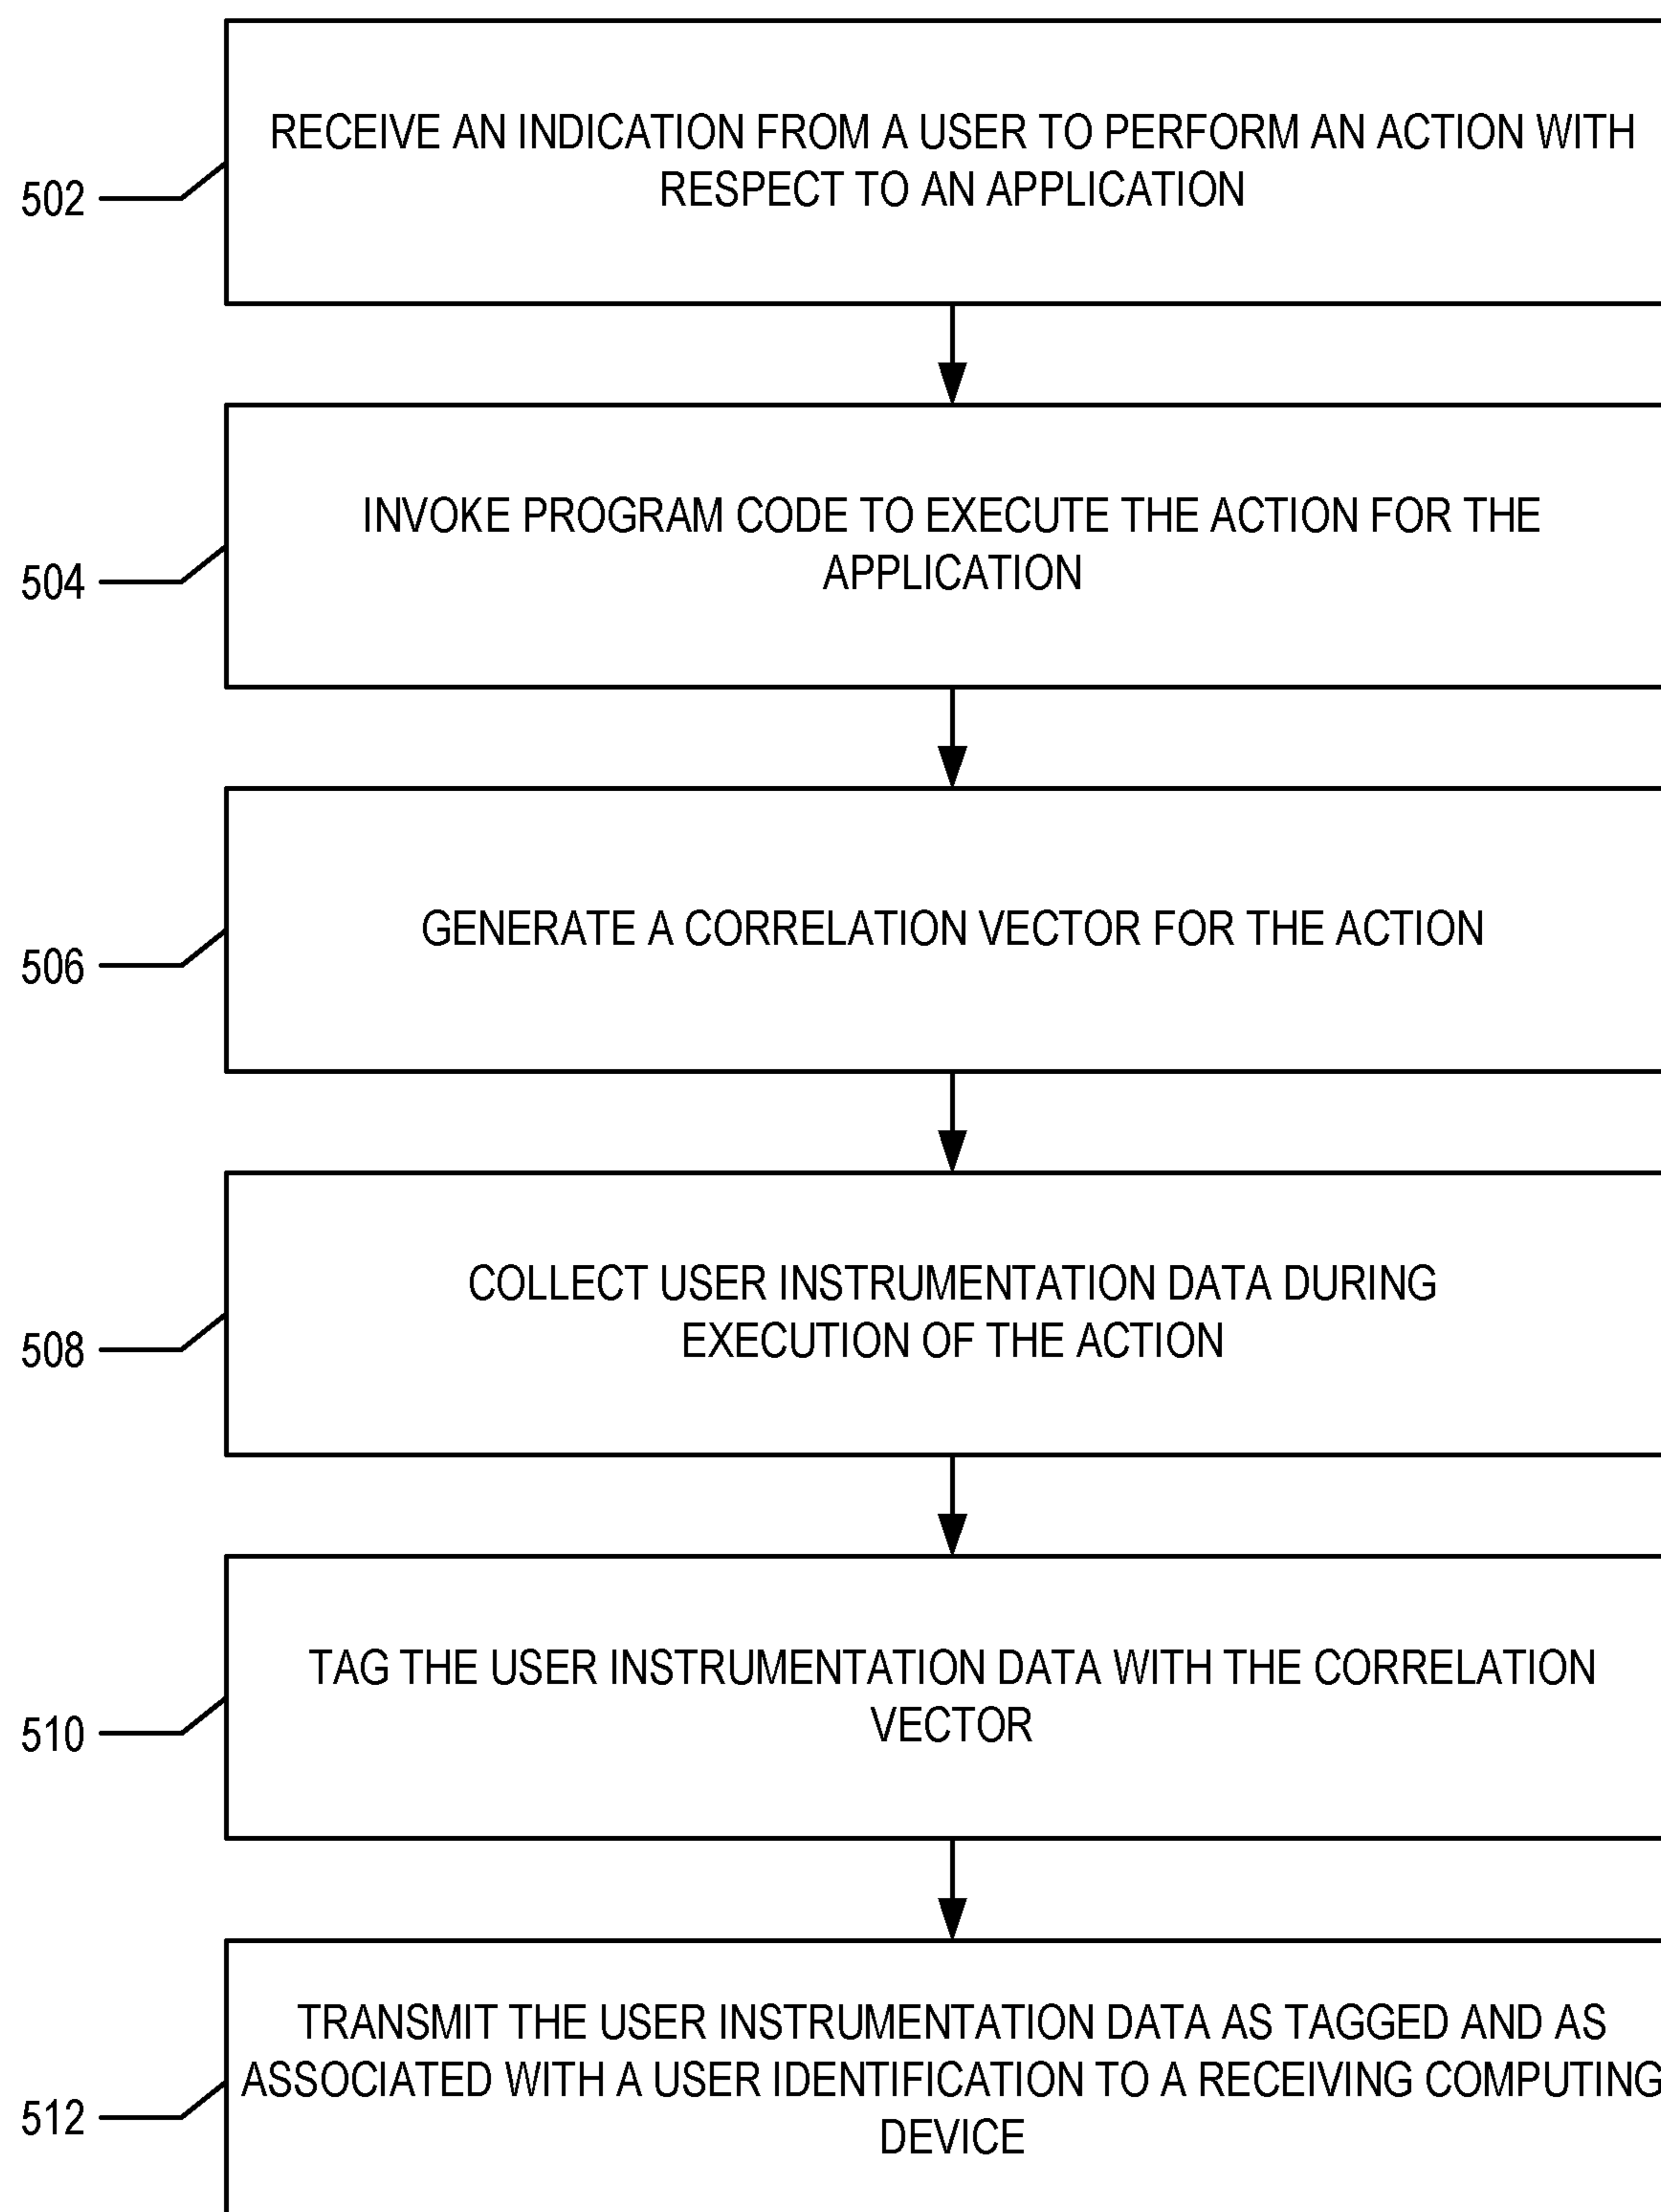 RECEIVE AN INDICATION FROM A USER TO PERFORM AN ACTION WITH
RESPECT TO AN APPLICATION
502
INVOKE PROGRAM CODE TO EXECUTE THE ACTION FOR THE
APPLICATION
504
GENERATE A CORRELATION VECTOR FOR THE ACTION
506
COLLECT USER INSTRUMENTATION DATA DURING
EXECUTION OF THE ACTION
508
TAG THE USER INSTRUMENTATION DATA WITH THE CORRELATION
VECTOR
510
TRANSMIT THE USER INSTRUMENTATION DATA AS TAGGED AND AS
ASSOCIATED WITH A USER IDENTIFICATION TO A RECEIVING COMPUTING
DEVICE
512